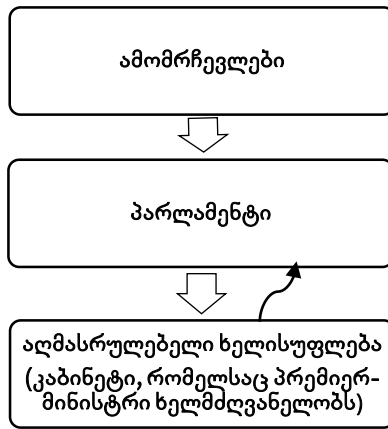 ამომრჩევლები
პარლამენტი
აღმასრულებელი ხელისუფლება
(კაბინეტი, რომელსაც პრემიერ-
მინისტრი ხელმძღვანელობს)